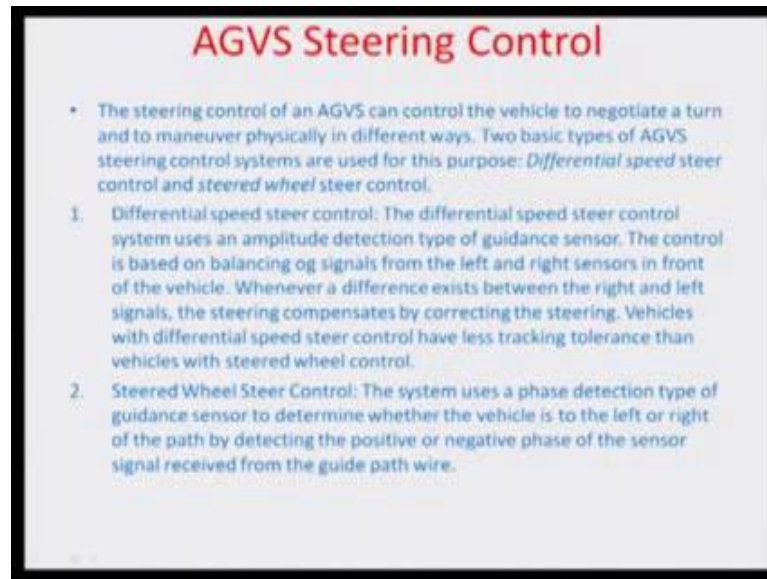 AGVS Steering Control
• The steering control of an AGVS can control the vehicle to negotiate a turn
and to maneuver physically in different ways. Two basic types of AGVS
steering control systems are used for this purpose: Differential speed steer
control and steered wheel steer control.
1. Differential speed steer control: The differential speed steer control
system uses an amplitude detection type of guidance sensor. The control
is based on balancing og signals from the left and right sensors in front
of the vehicle. Whenever a difference exists between the right and left
signals, the steering compensates by correcting the steering. Vehicles
with differential speed steer control have less tracking tolerance than
vehicles with steered wheel control.
2. Steered Wheel Steer Control: The system uses a phase detection type of
guidance sensor to determine whether the vehicle is to the left or right
of the path by detecting the positive or negative phase of the sensor
signal received from the guide path wire.